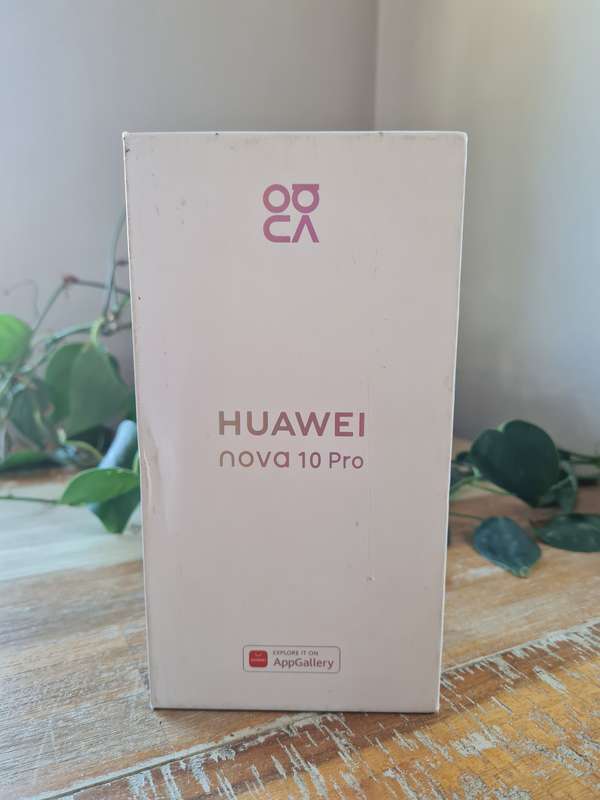 HUAWEI
nova 10 Pro
EXPLORE IT ON
AppGallery